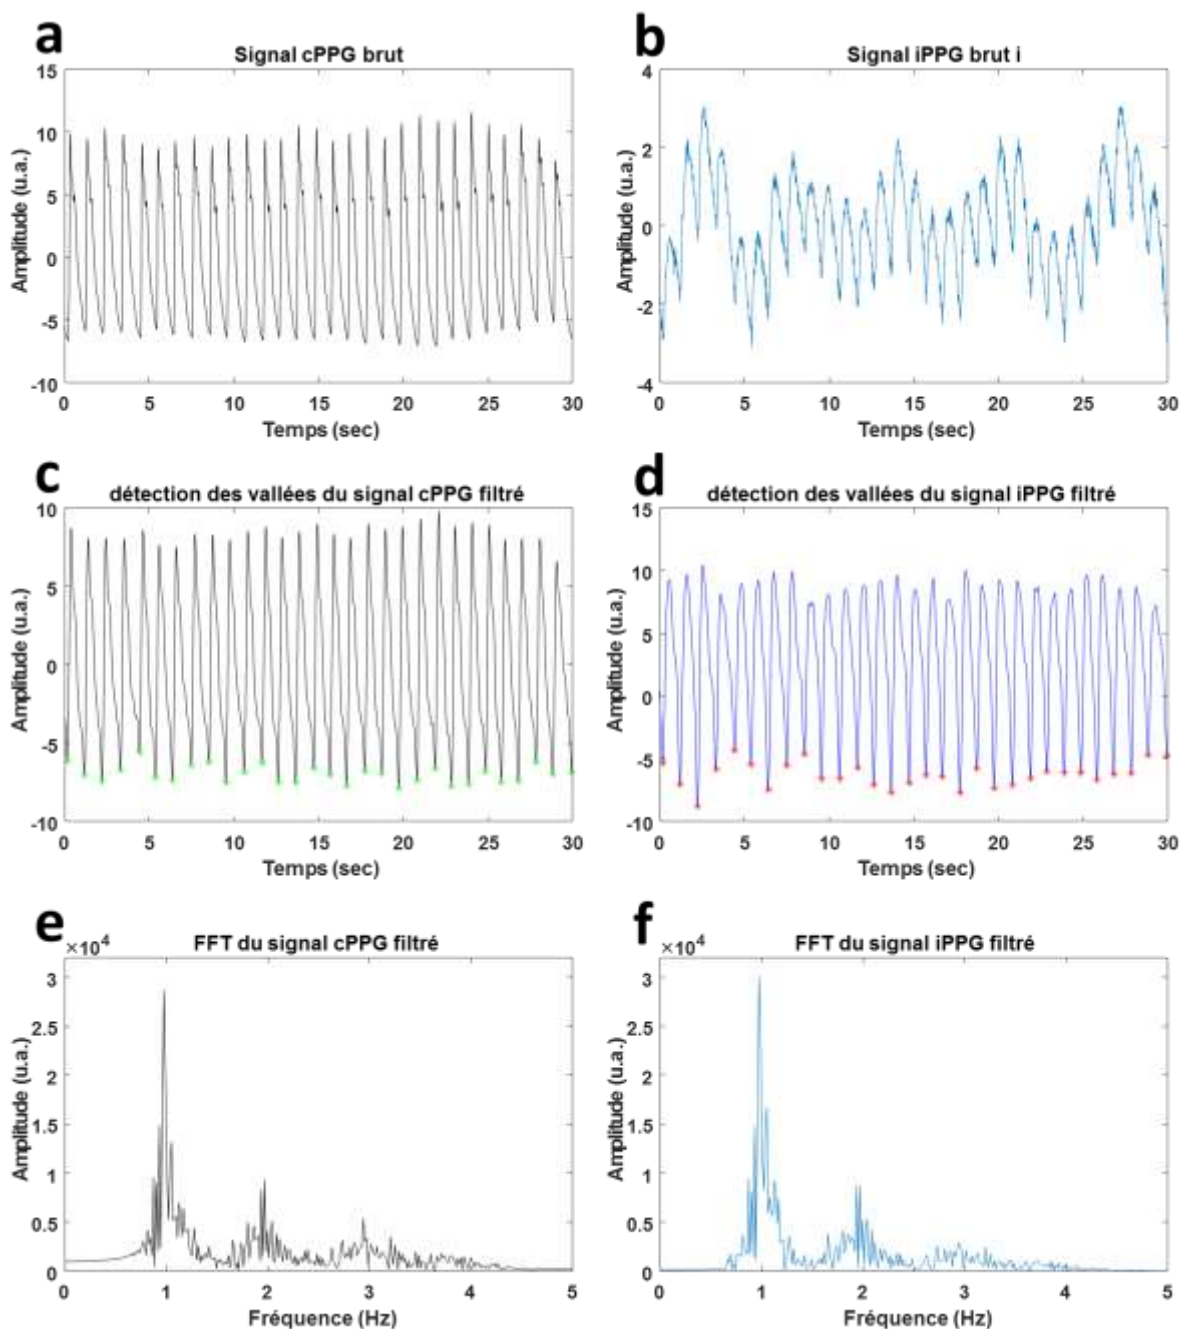 a
Signal cPPG brut
15
10
5
0
-5
-10
Amplitude (u.a.)
0 5 10 15 20 25 30
Temps (sec)
b
Signal iPPG brut i
4
2
0
-2
-4
Amplitude (u.a.)
0 5 10 15 20 25 30
Temps (sec)
c
détection des vallées du signal cPPG filtré
10
5
0
-5
-10
Amplitude (u.a.)
0 5 10 15 20 25 30
Temps (sec)
d
détection des vallées du signal iPPG filtré
15
10
5
0
-5
-10
Amplitude (u.a.)
0 5 10 15 20 25 30
Temps (sec)
e
×10⁴
FFT du signal cPPG filtré
3
2.5
2
1.5
1
0.5
0
Amplitude (u.a.)
0 1 2 3 4 5
Fréquence (Hz)
f
×10⁴
FFT du signal iPPG filtré
3
2.5
2
1.5
1
0.5
0
Amplitude (u.a.)
0 1 2 3 4 5
Fréquence (Hz)